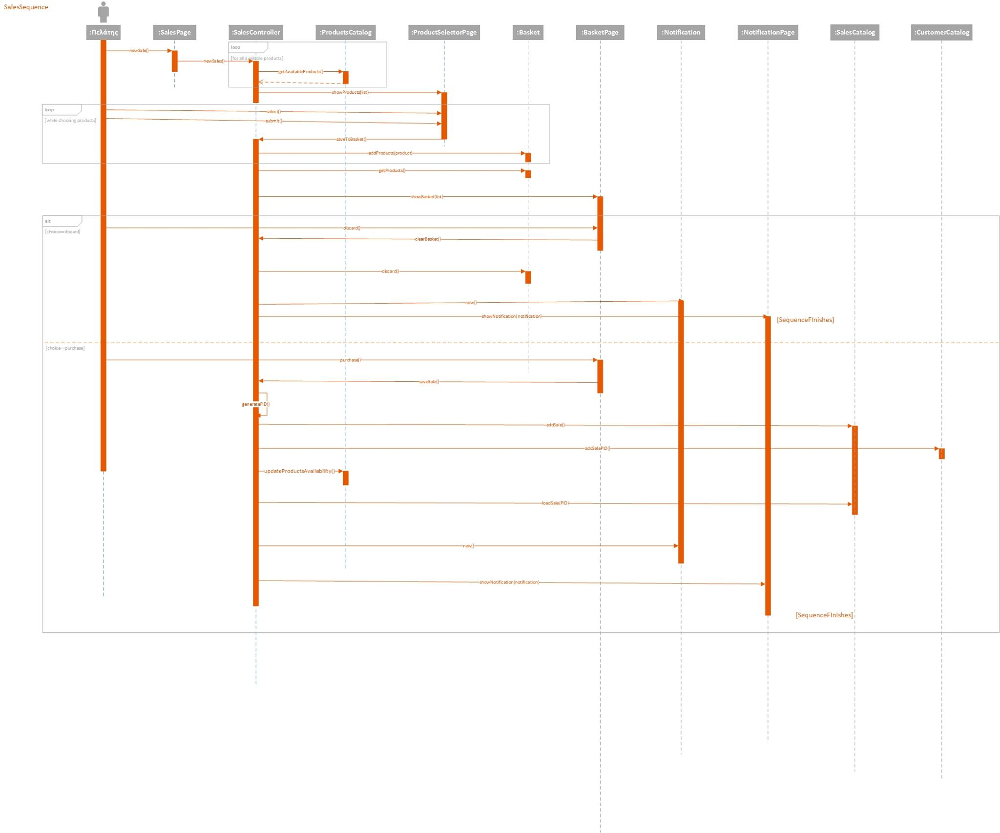 SalesSequence
:Πελάτης
:SalesPage
:SalesController
:ProductsCatalog
:ProductSelectorPage
:Basket
:BasketPage
:Notification
:NotificationPage
:SalesCatalog
:CustomerCatalog
loop
newSale()
[for all available products]
newSales()
getAvailableProducts()
showProducts(list)
loop
select()
[while choosing products]
submit()
saveToBasket()
addProducts(product)
getProducts()
showBasket(list)
alt
discard()
[choice==discard]
clearBasket()
discard()
new()
showNotification(notification)
[SequenceFInishes]
[choice==purchase]
purchase()
saveSale()
generatePID()
addSale()
addSalePID()
updateProductsAvailability()
loadSale(PID)
new()
showNotification(notification)
[SequenceFInishes]